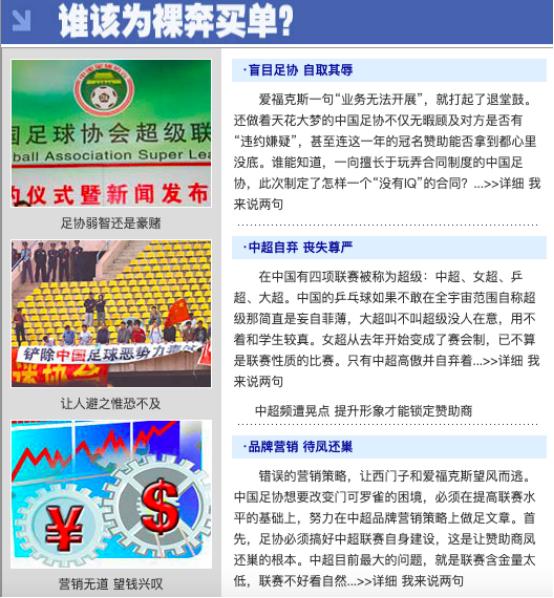 谁该为裸奔买单？
国足球协会超级联
ball Association Super Lea
约仪式暨新闻发布
足协弱智还是豪赌
铲除中国足球恶势力
让人避之惟恐不及
¥
$
营销无道 望钱兴叹
·盲目足协 自取其辱
爱福克斯一句“业务无法开展”，就打起了退堂鼓。
还做着天花大梦的中国足协不仅无暇顾及对方是否有
“违约嫌疑”，甚至连这一年的冠名赞助能否拿到都心里
没底。谁能知道，一向擅长于玩弄合同制度的中国足
协，此次制定了怎样一个“没有IQ”的合同？...>>详细 我
来说两句
·中超自弃 丧失尊严
在中国有四项联赛被称为超级：中超、女超、乒
超、大超。中国的乒乓球如果不敢在全宇宙范围自称超
级那简直是妄自菲薄，大超叫不叫超级没人在意，用不
着和学生较真。女超从去年开始变成了赛会制，已不算
是联赛性质的比赛。只有中超高傲并自弃着...>>详细 我
来说两句
中超频遭晃点 提升形象才能锁定赞助商
·品牌营销 待凤还巢
错误的营销策略，让西门子和爱福克斯望风而逃。
中国足协想要改变门可罗雀的困境，必须在提高联赛水
平的基础上，努力在中超品牌营销策略上做足文章。首
先，足协必须搞好中超联赛自身建设，这是让赞助商凤
还巢的根本。中超目前最大的问题，就是联赛含金量太
低，联赛不好看自然...>>详细 我来说两句